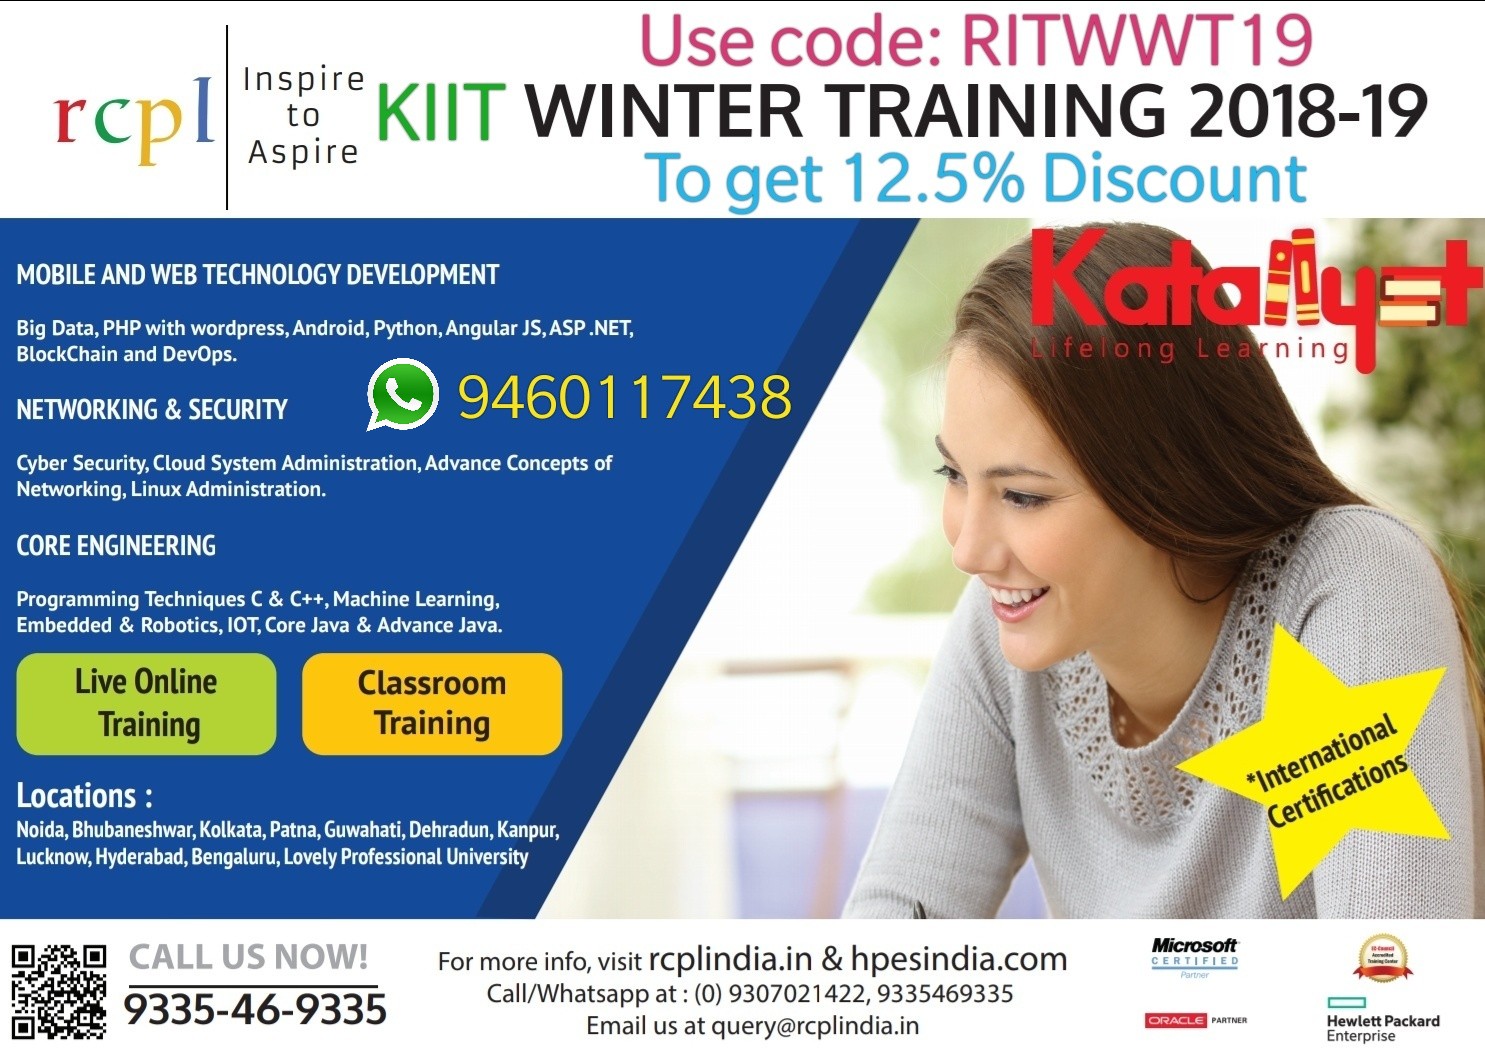 Use code: RITWWT19
rcpl
Inspire
to
Aspire
KIIT WINTER TRAINING 2018-19
To get 12.5% Discount
Katallyst
Lifelong Learning
MOBILE AND WEB TECHNOLOGY DEVELOPMENT
Big Data, PHP with wordpress, Android, Python, Angular JS, ASP .NET,
BlockChain and DevOps.
9460117438
NETWORKING & SECURITY
Cyber Security, Cloud System Administration, Advance Concepts of
Networking, Linux Administration.
CORE ENGINEERING
Programming Techniques C & C++, Machine Learning,
Embedded & Robotics, IOT, Core Java & Advance Java.
Live Online
Training
Classroom
Training
*International
Certifications
Locations :
Noida, Bhubaneshwar, Kolkata, Patna, Guwahati, Dehradun, Kanpur,
Lucknow, Hyderabad, Bengaluru, Lovely Professional University
CALL US NOW!
9335-46-9335
For more info, visit rcplindia.in & hpesindia.com
Call/Whatsapp at : (0) 9307021422, 9335469335
Email us at query@rcplindia.in
Microsoft
CERTIFIED
Partner
EC-Council
Accredited
Training Center
ORACLE PARTNER
Hewlett Packard
Enterprise